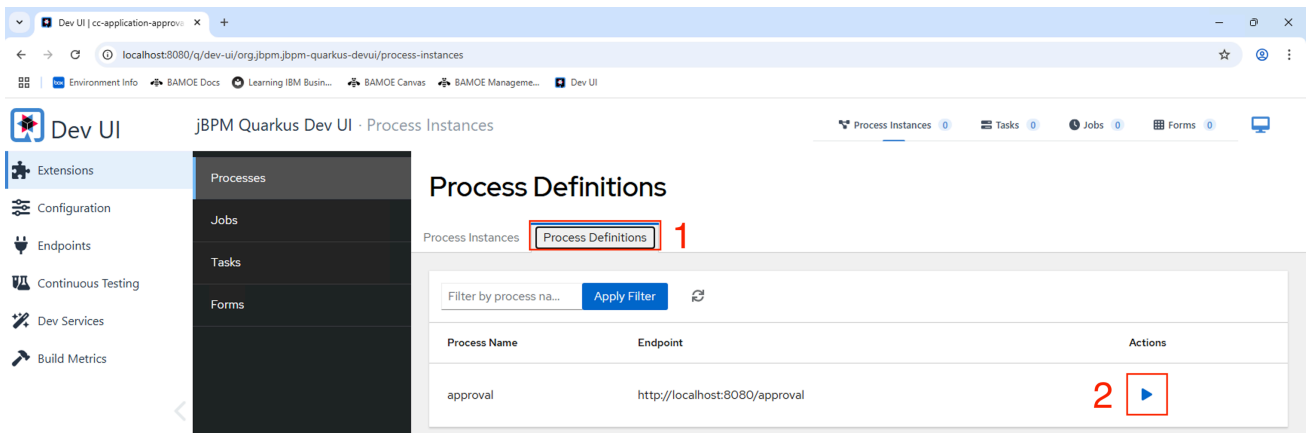 Dev UI | cc-application-approva
localhost:8080/q/dev-ui/org.jbpm.jbpm-quarkus-devui/process-instances
box Environment Info BAMOE Docs Learning IBM Busin... BAMOE Canvas BAMOE Manageme... Dev UI
Dev UI jBPM Quarkus Dev UI · Process Instances Process Instances 0 Tasks 0 Jobs 0 Forms 0
Extensions
Configuration
Endpoints
Continuous Testing
Dev Services
Build Metrics
Processes
Jobs
Tasks
Forms
Process Definitions
Process Instances Process Definitions 1
Filter by process na... Apply Filter
Process Name Endpoint Actions
approval http://localhost:8080/approval 2